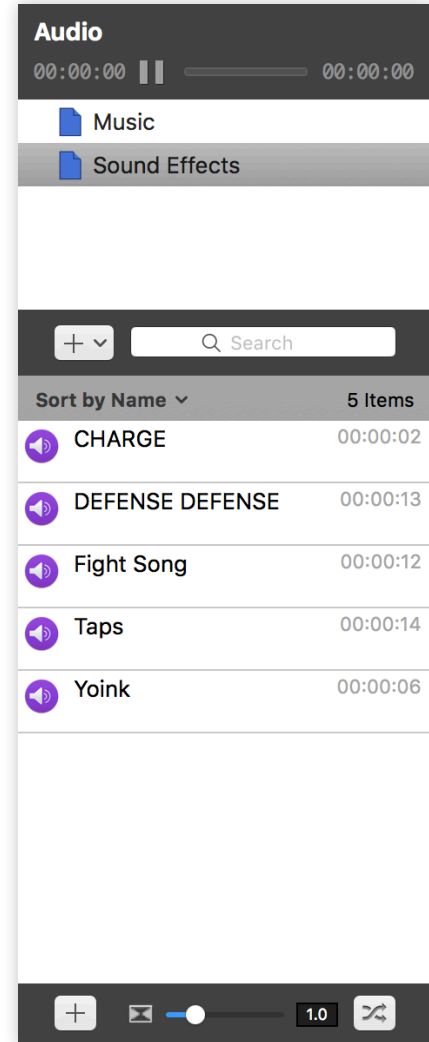 Audio
00:00:00 00:00:00
Music
Sound Effects
Search
Sort by Name 5 Items
CHARGE 00:00:02
DEFENSE DEFENSE 00:00:13
Fight Song 00:00:12
Taps 00:00:14
Yoink 00:00:06
1.0